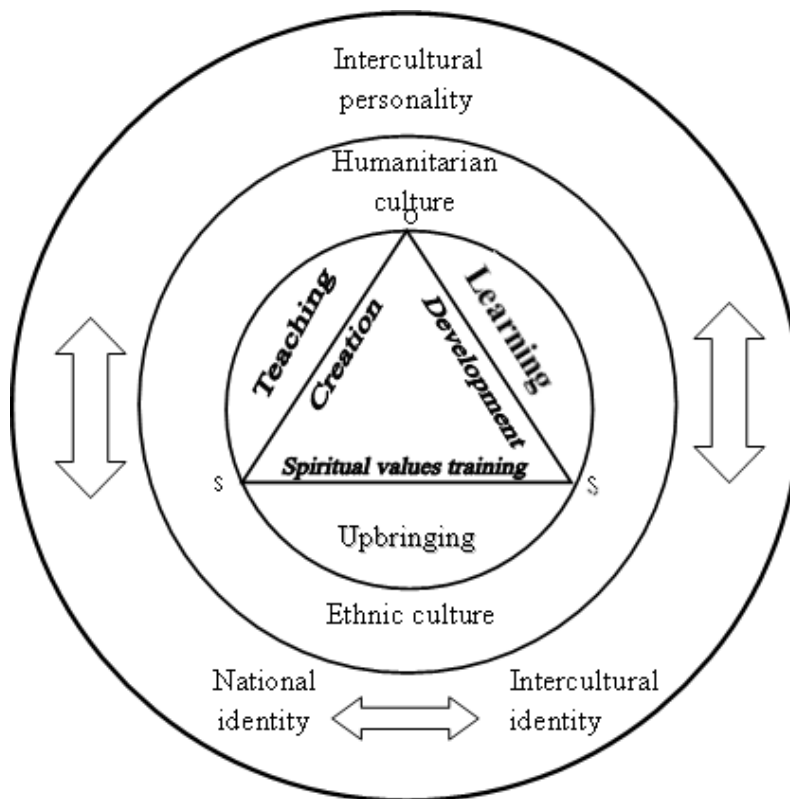 Intercultural
personality
Humanitarian
culture
O
Teaching
Creation
Development
Learning
Spiritual values training
S
S
Upbringing
Ethnic culture
National
identity
Intercultural
identity